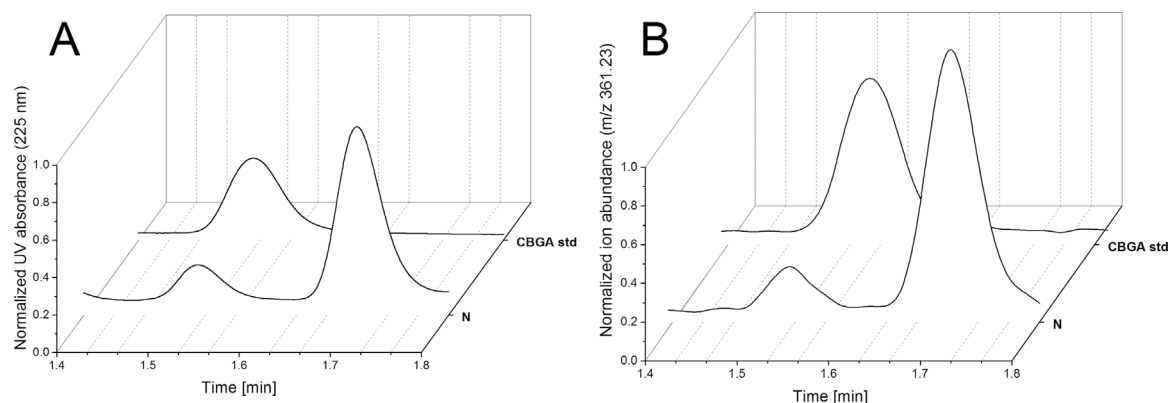 A
Normalized UV absorbance (225 nm)
1.0
0.8
0.6
0.4
0.2
0.0
1.4 1.5 1.6 1.7 1.8
Time [min]
N
CBGA std
B
Normalized ion abundance (m/z 361.23)
1.0
0.8
0.6
0.4
0.2
0.0
1.4 1.5 1.6 1.7 1.8
Time [min]
N
CBGA std